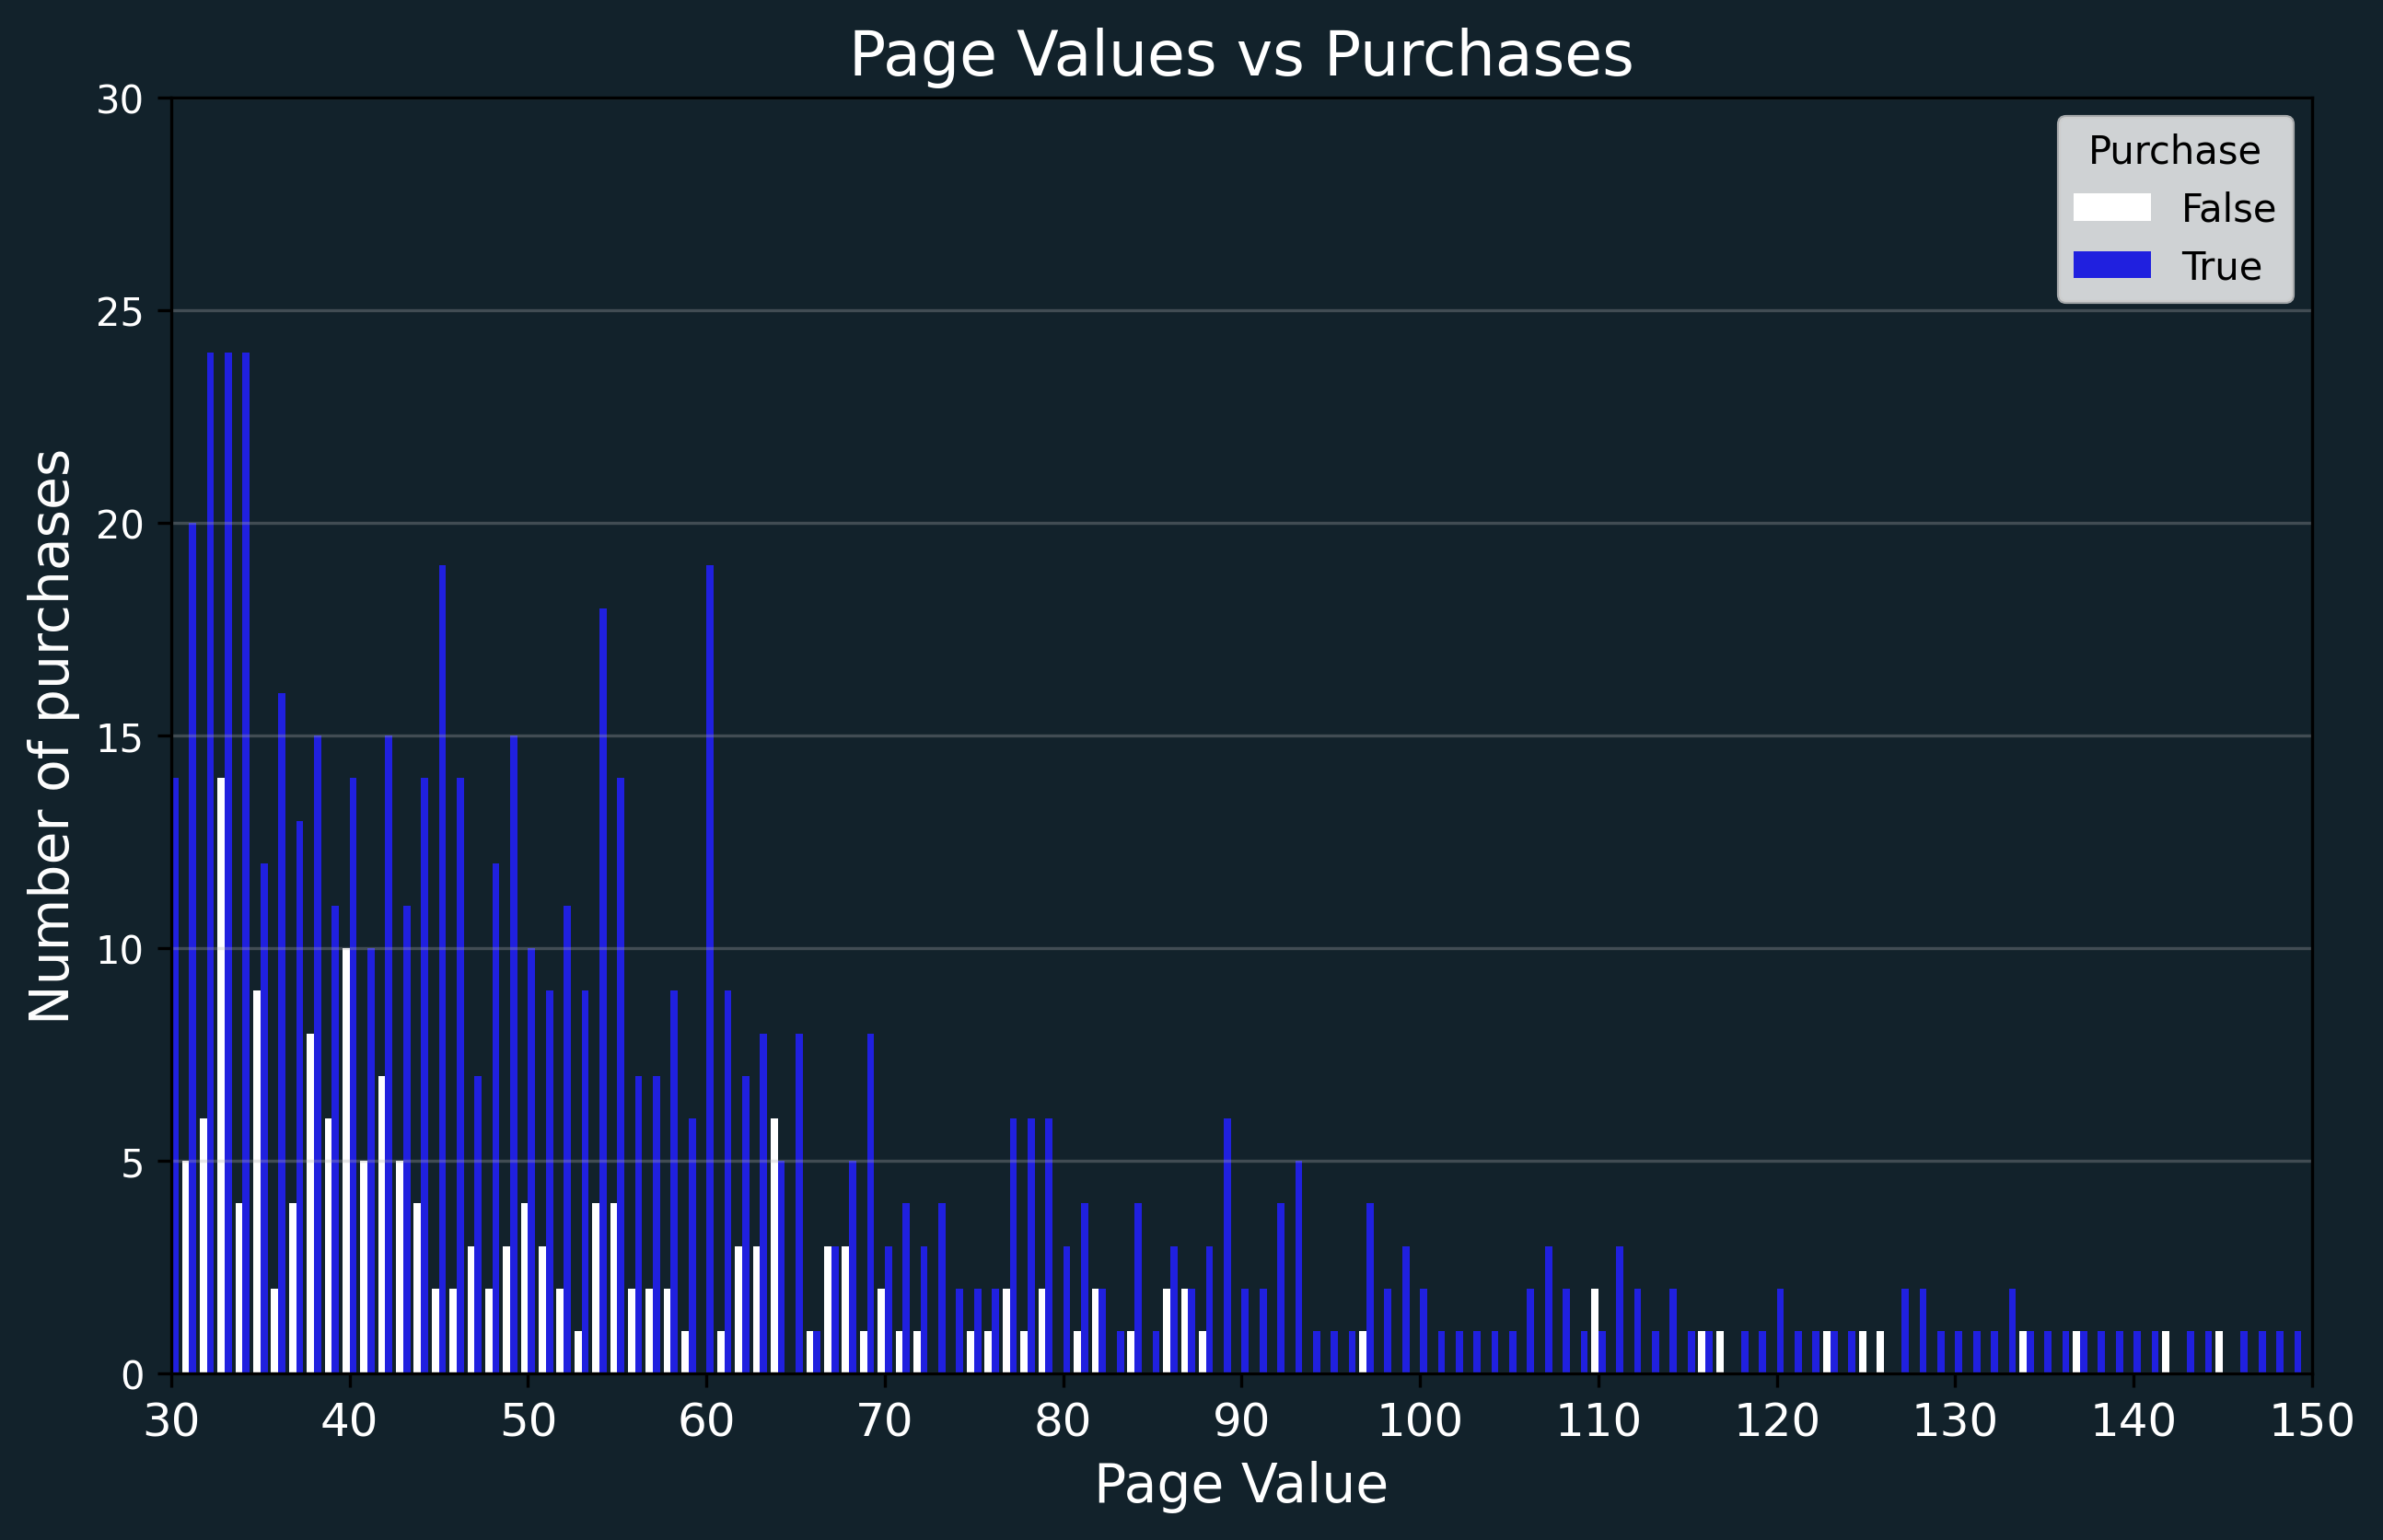 Page Values vs Purchases
30
25
20
15
10
5
0
Number of purchases
Purchase
False
True
30 40 50 60 70 80 90 100 110 120 130 140 150
Page Value